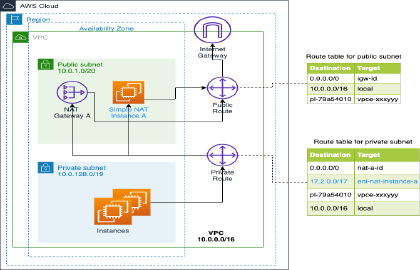 AWS Cloud
Region
Availability Zone
VPC
Internet
Gateway
Public subnet
10.0.1.0/20
NAT
Gateway A
Simple NAT
Instance A
Public
Route
Private subnet
10.0.128.0/19
Instances
Private
Route
VPC
10.0.0.0/16
Route table for public subnet
Destination Target
0.0.0.0/0 igw-id
10.0.0.0/16 local
pl-79a54010 vpce-xxxyyy
Route table for private subnet
Destination Target
0.0.0.0/0 nat-a-id
17.2.0.0/17 eni-nat-instance-a
pl-79a54010 vpce-xxxyyy
10.0.0.0/16 local